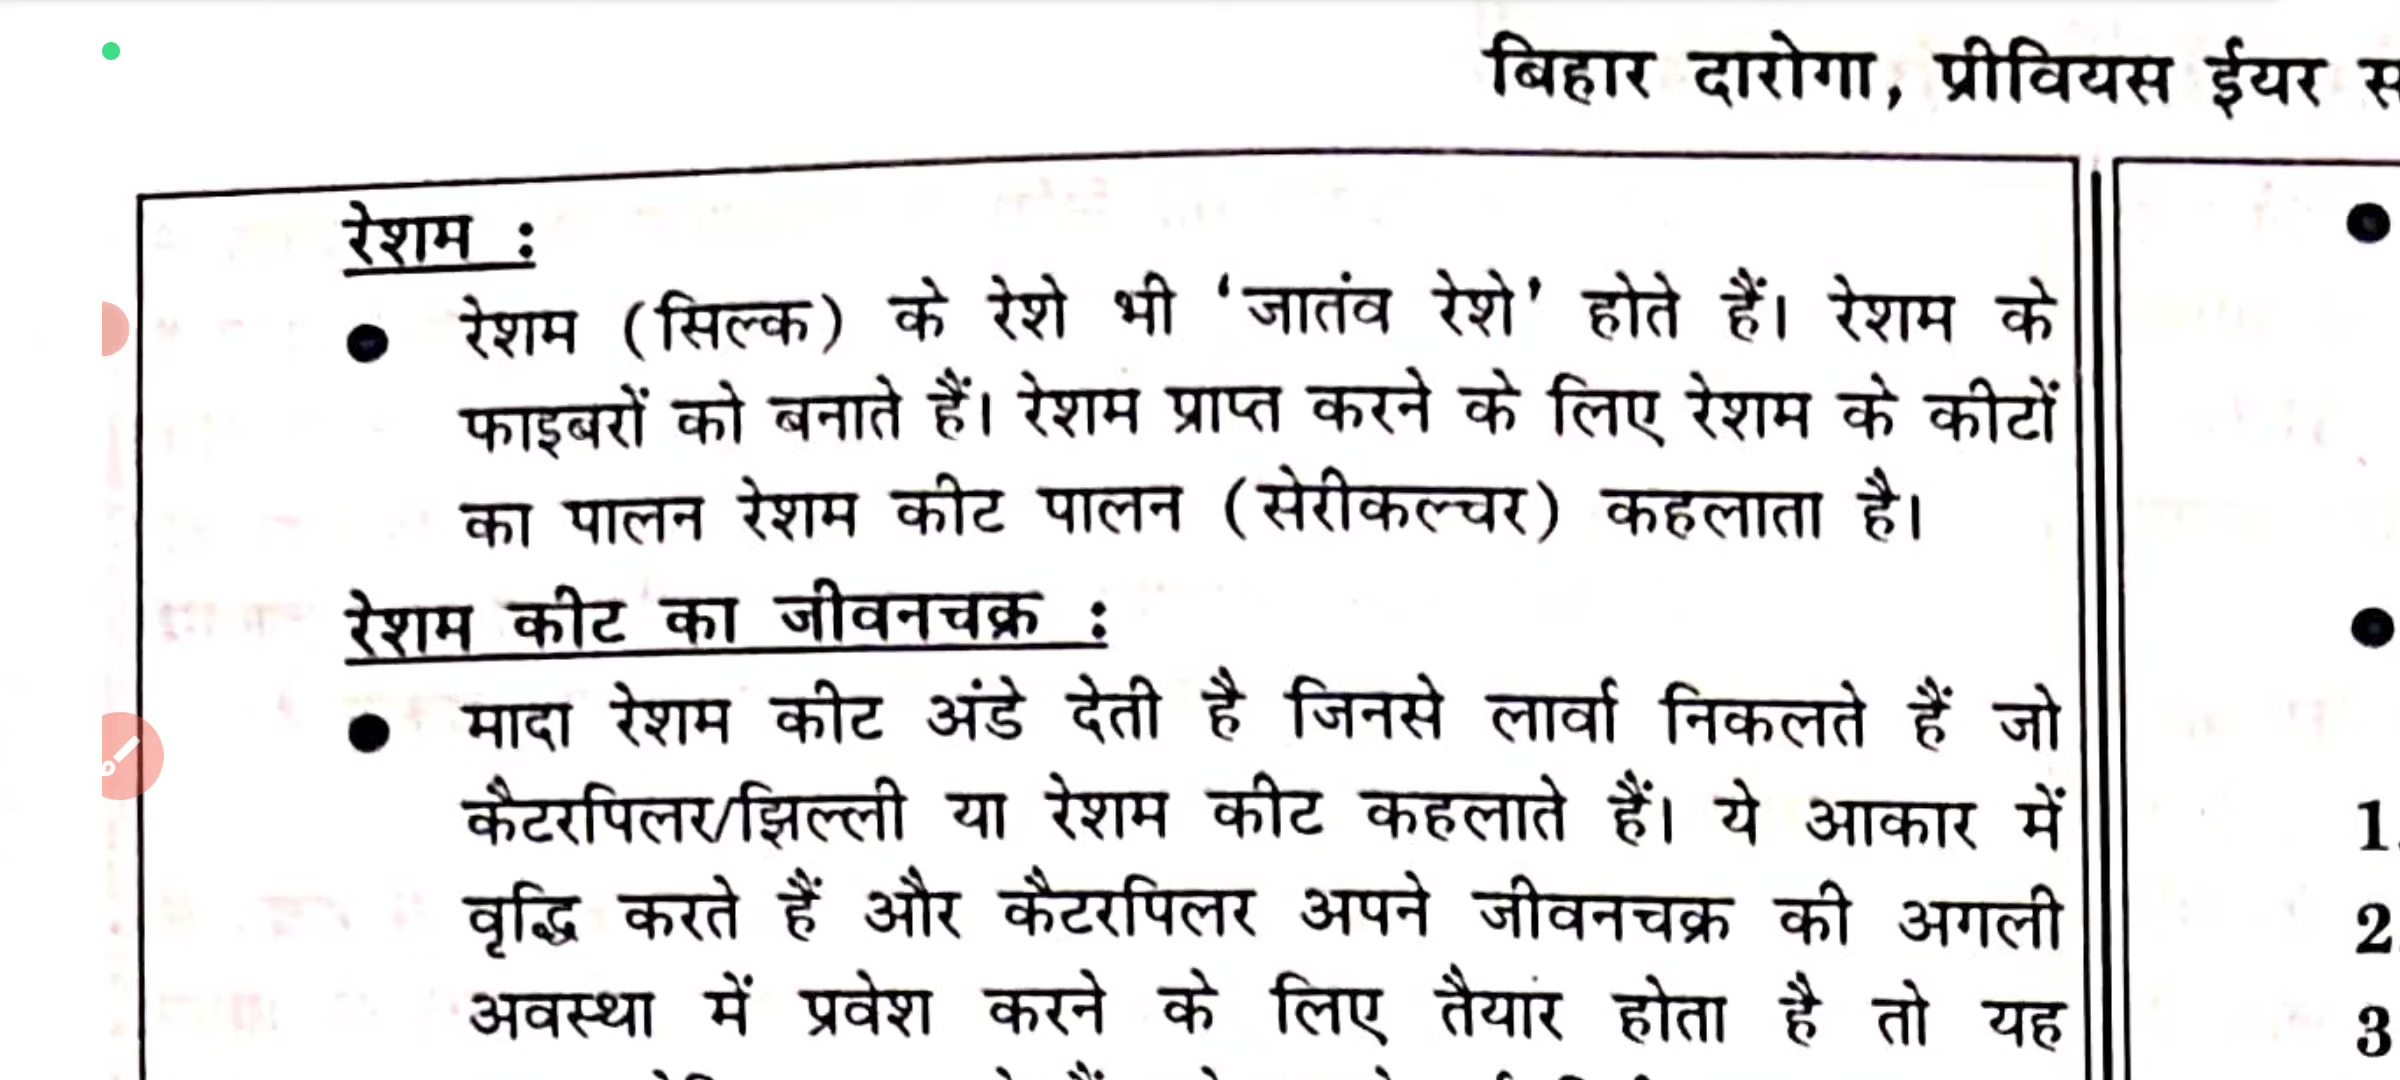 बिहार दारोगा, प्रीवियस ईयर
रेशम :
● रेशम (सिल्क) के रेशे भी ‘जातंव रेशे’ होते हैं। रेशम के
फाइबरों को बनाते हैं। रेशम प्राप्त करने के लिए रेशम के कीटों
का पालन रेशम कीट पालन (सेरीकल्चर) कहलाता है।
रेशम कीट का जीवनचक्र :
● मादा रेशम कीट अंडे देती है जिनसे लार्वा निकलते हैं जो
कैटरपिलर/झिल्ली या रेशम कीट कहलाते हैं। ये आकार में
वृद्धि करते हैं और कैटरपिलर अपने जीवनचक्र की अगली
अवस्था में प्रवेश करने के लिए तैयार होता है तो यह
●
●
1.
2.
3